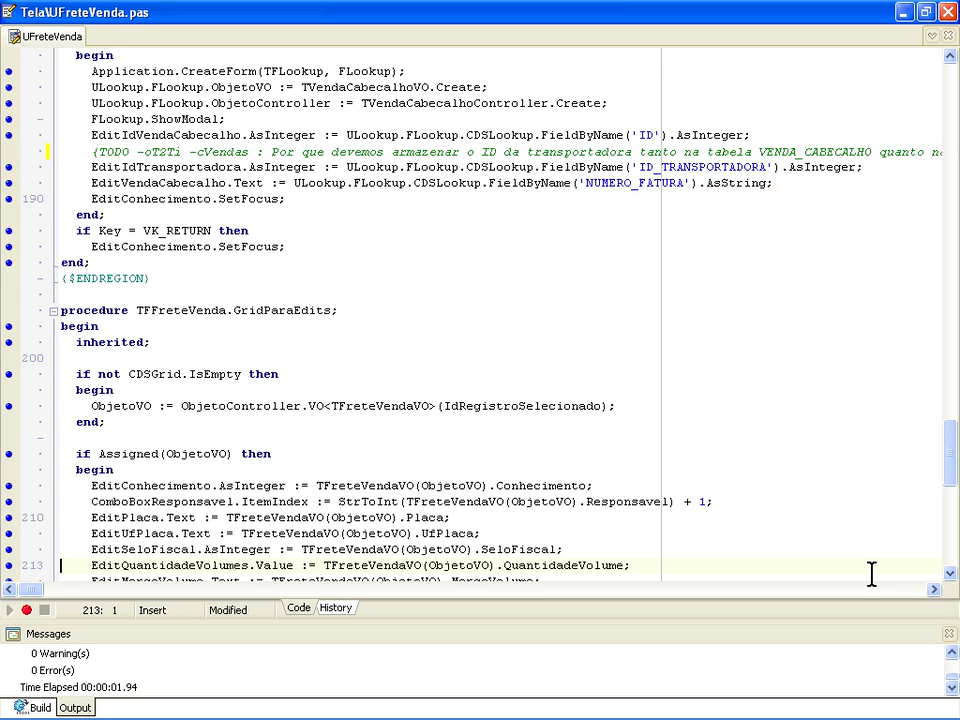 Tela\UFreteVenda.pas
UFreteVenda
begin
Application.CreateForm(TFLookup, FLookup);
ULookup.FLookup.ObjetoVO := TVendaCabecalhoVO.Create;
ULookup.FLookup.ObjetoController := TVendaCabecalhoController.Create;
FLookup.ShowModal;
EditIdVendaCabecalho.AsInteger := ULookup.FLookup.CDSLookup.FieldByName('ID').AsInteger;
{TODO -oT2Ti -cVendas : Por que devemos armazenar o ID da transportadora tanto na tabela VENDA_CABECALHO quanto
EditIdTransportadora.AsInteger := ULookup.FLookup.CDSLookup.FieldByName('ID_TRANSPORTADORA').AsInteger;
EditVendaCabecalho.Text := ULookup.FLookup.CDSLookup.FieldByName('NUMERO_FATURA').AsString;
190 EditConhecimento.SetFocus;
end;
if Key = VK_RETURN then
EditConhecimento.SetFocus;
end;
{$ENDREGION}
procedure TFFreteVenda.GridParaEdits;
begin
inherited;
200
if not CDSGrid.IsEmpty then
begin
ObjetoVO := ObjetoController.VO<TFreteVendaVO>(IdRegistroSelecionado);
end;
if Assigned(ObjetoVO) then
begin
EditConhecimento.AsInteger := TFreteVendaVO(ObjetoVO).Conhecimento;
ComboBoxResponsavel.ItemIndex := StrToInt(TFreteVendaVO(ObjetoVO).Responsavel) + 1;
210 EditPlaca.Text := TFreteVendaVO(ObjetoVO).Placa;
EditUfPlaca.Text := TFreteVendaVO(ObjetoVO).UfPlaca;
EditSeloFiscal.AsInteger := TFreteVendaVO(ObjetoVO).SeloFiscal;
213 EditQuantidadeVolumes.Value := TFreteVendaVO(ObjetoVO).QuantidadeVolume;
213: 1 Insert Modified Code History
Messages
0 Warning(s)
0 Error(s)
Time Elapsed 00:00:01.94
Build Output